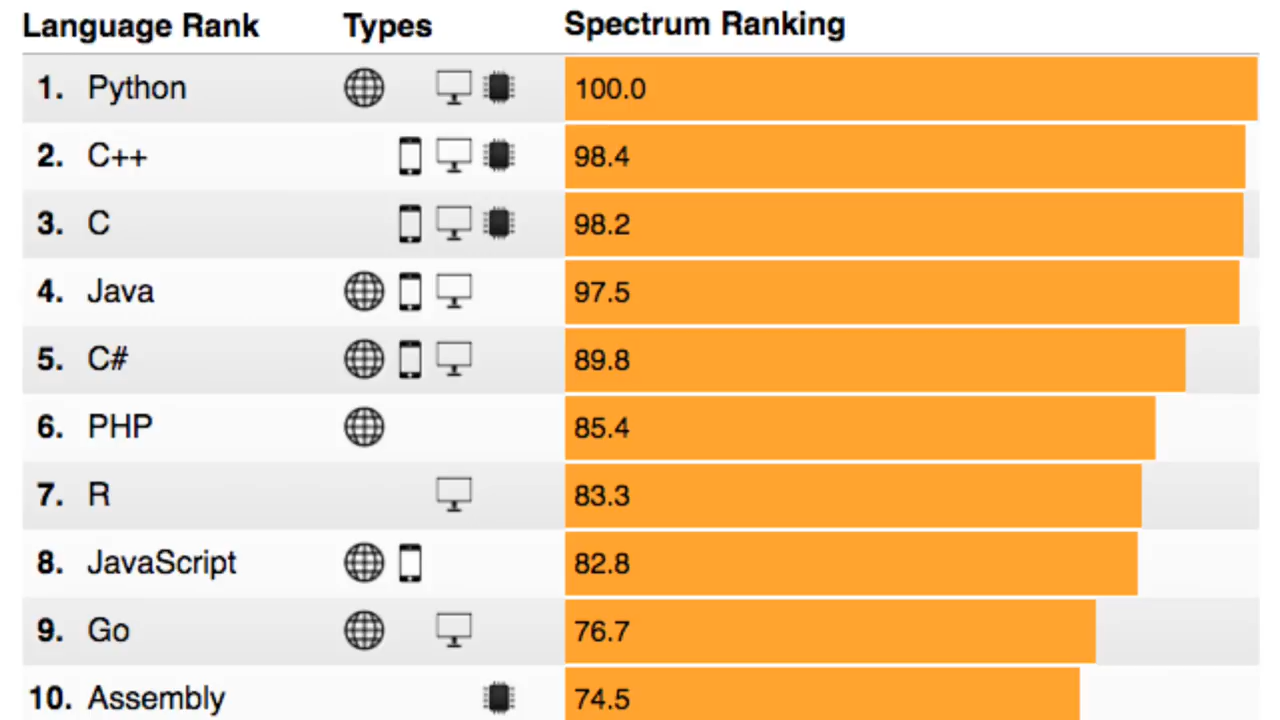 Language Rank Types Spectrum Ranking
1. Python 100.0
2. C++ 98.4
3. C 98.2
4. Java 97.5
5. C# 89.8
6. PHP 85.4
7. R 83.3
8. JavaScript 82.8
9. Go 76.7
10. Assembly 74.5